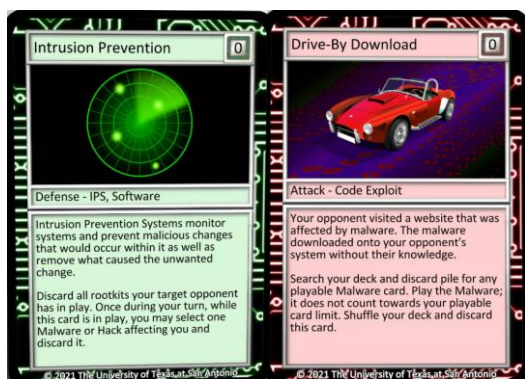 Intrusion Prevention
0
Defense - IPS, Software
Intrusion Prevention Systems monitor
systems and prevent malicious changes
that would occur within it as well as
remove what caused the unwanted
change.
Discard all rootkits your target opponent
has in play. Once during your turn, while
this card is in play, you may select one
Malware or Hack affecting you and
discard it.
© 2021 The University of Texas at San Antonio
Drive-By Download
0
Attack - Code Exploit
Your opponent visited a website that was
affected by malware. The malware
downloaded onto your opponent's
system without their knowledge.
Search your deck and discard pile for any
playable Malware card. Play the Malware;
it does not count towards your playable
card limit. Shuffle your deck and discard
this card.
© 2021 The University of Texas at San Antonio